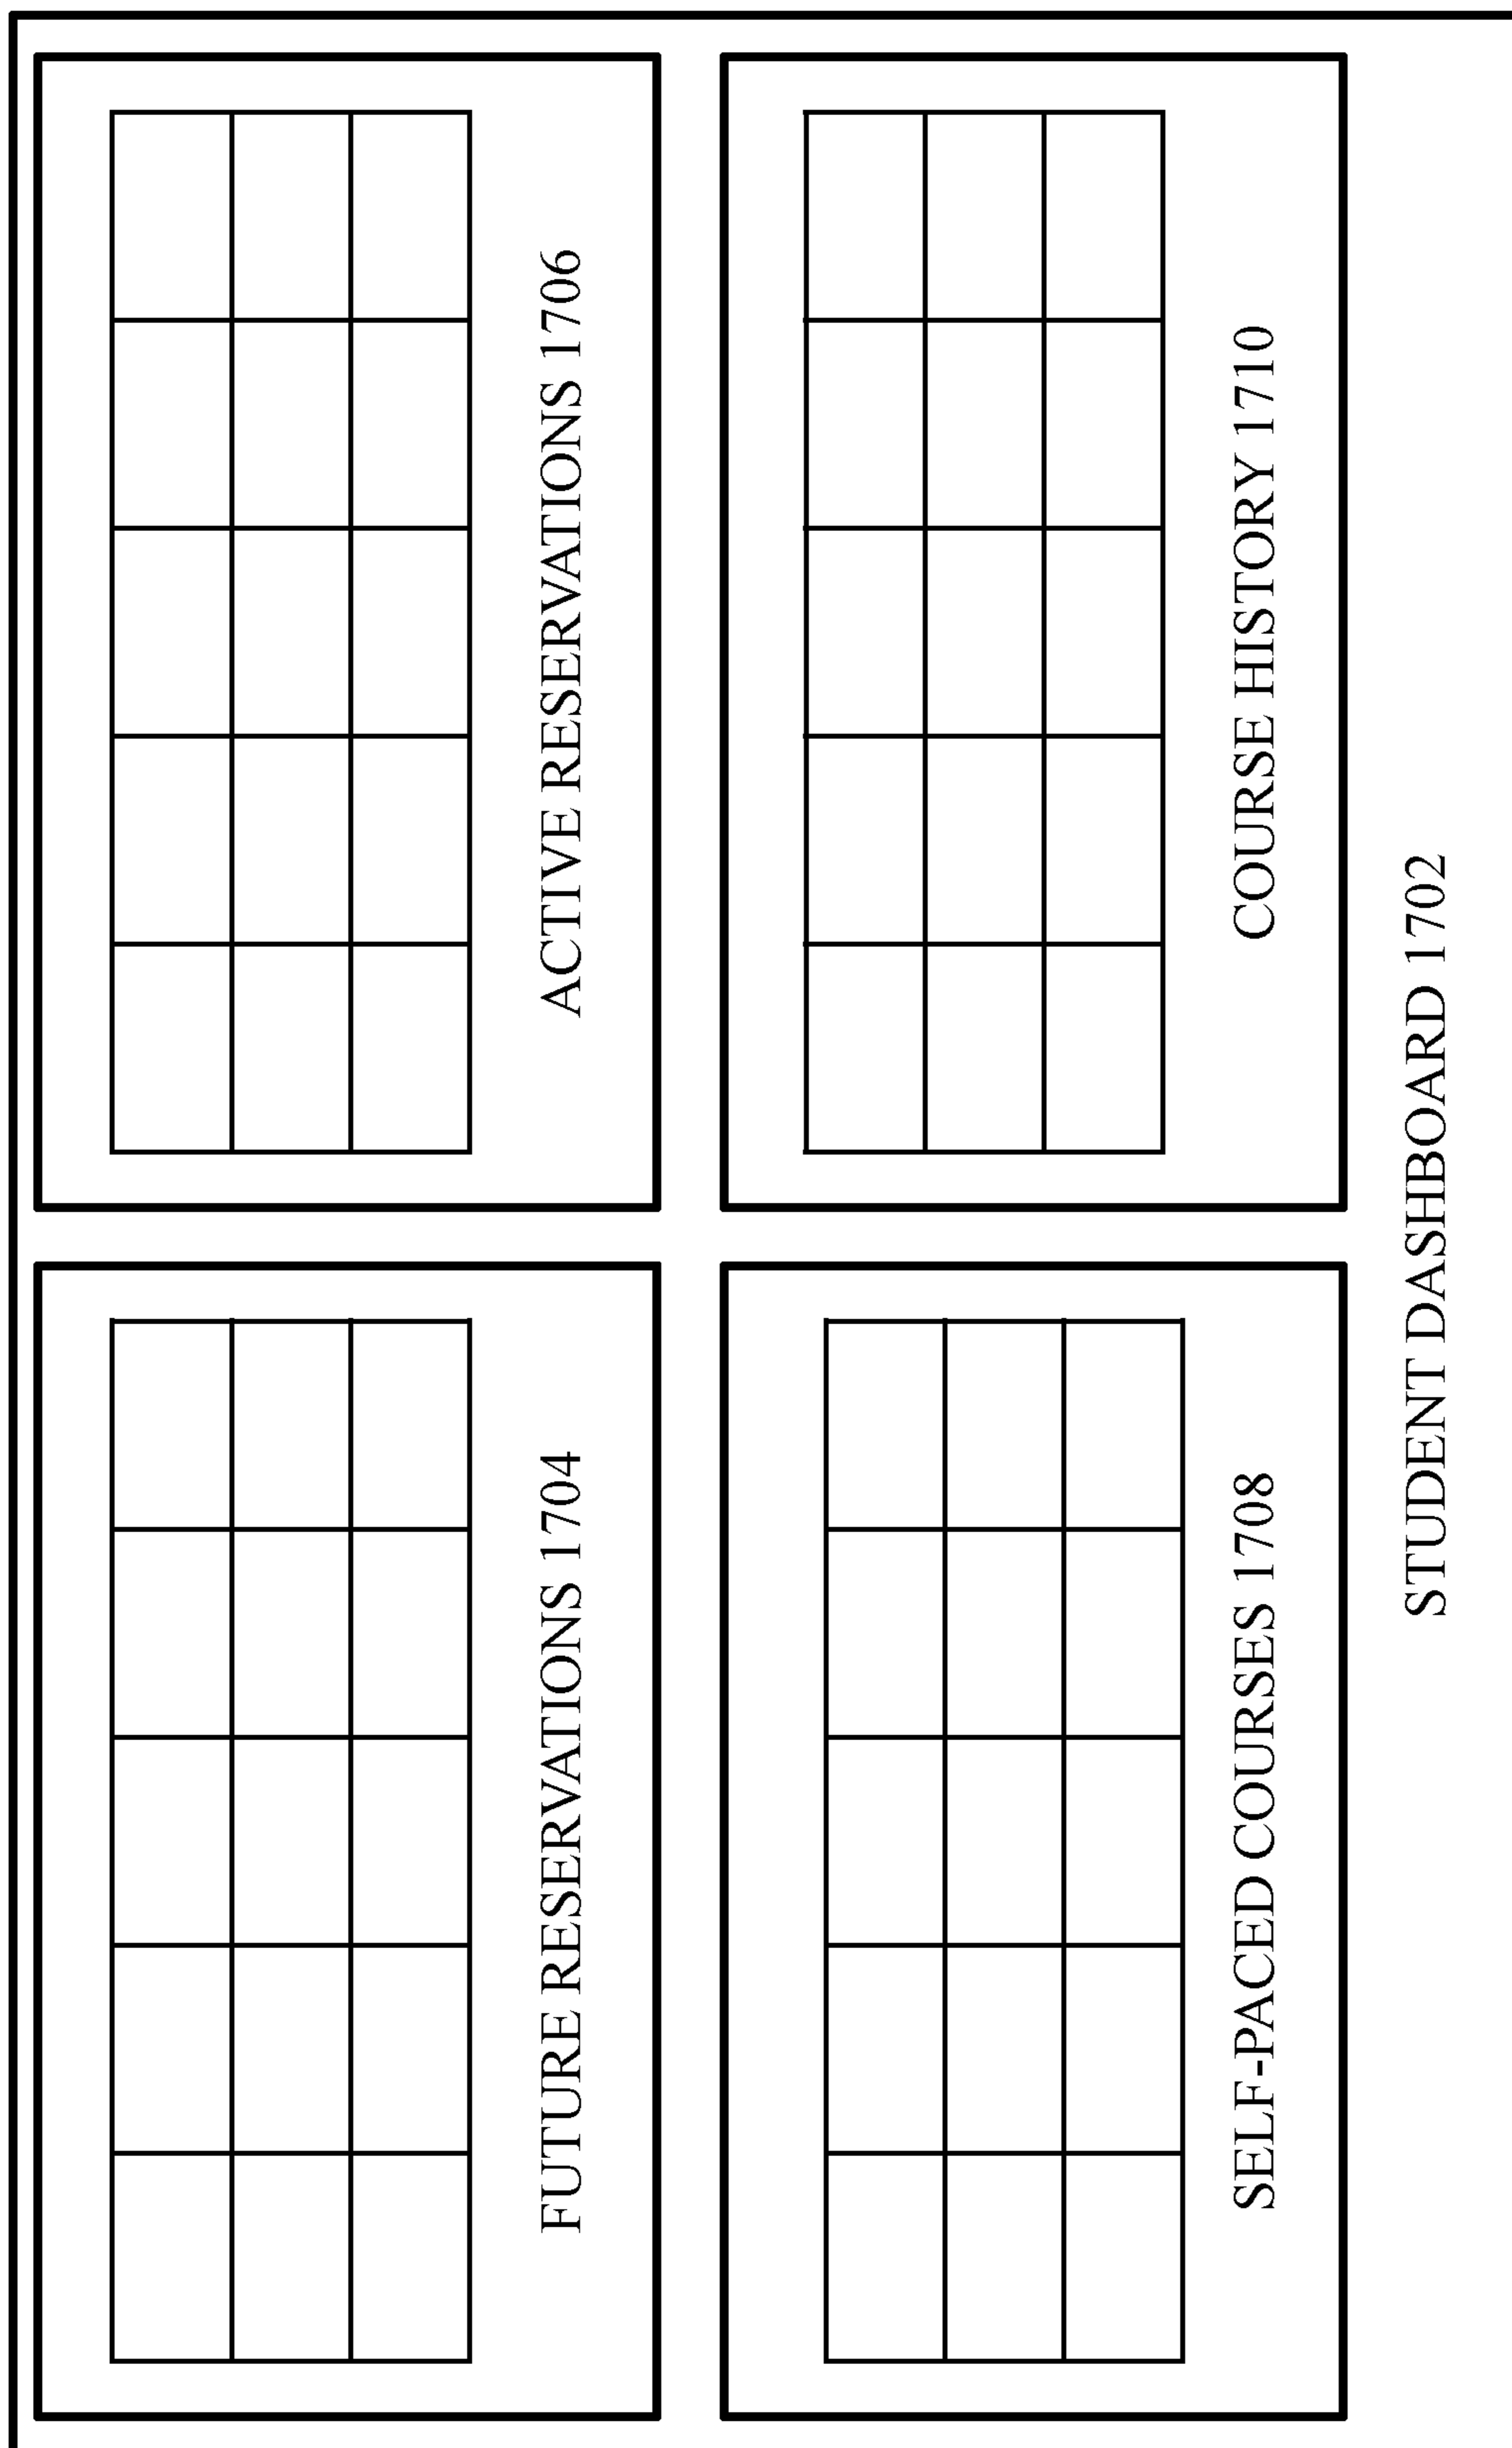 FUTURE RESERVATIONS 1704
ACTIVE RESERVATIONS 1706
SELF-PACED COURSES 1708
COURSE HISTORY 1710
STUDENT DASHBOARD 1702